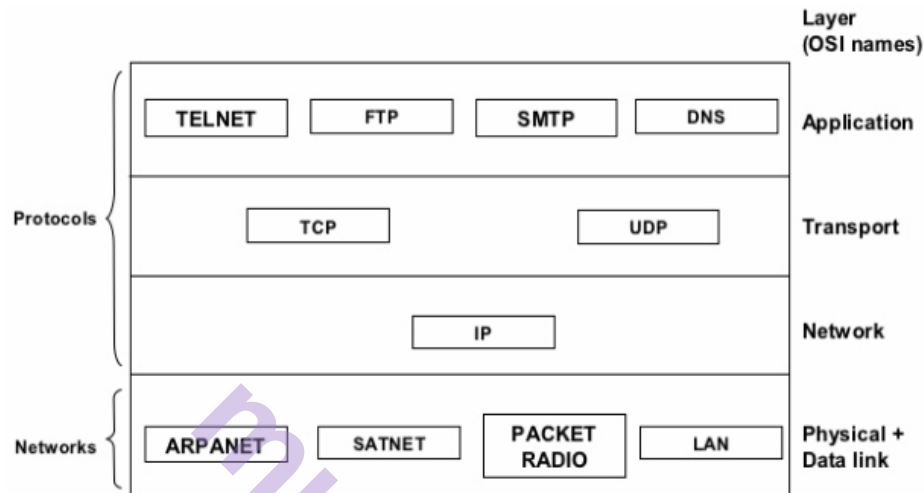 Layer
(OSI names)
TELNET FTP SMTP DNS Application
Protocols TCP UDP Transport
IP Network
Networks ARPANET SATNET PACKET
RADIO LAN Physical +
Data link